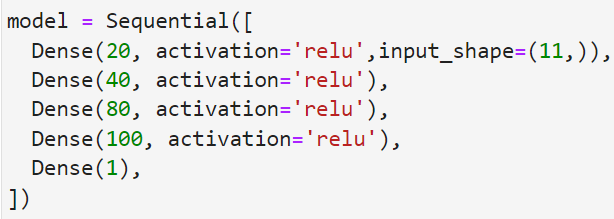 model = Sequential([
  Dense(20, activation='relu',input_shape=(11,)),
  Dense(40, activation='relu'),
  Dense(80, activation='relu'),
  Dense(100, activation='relu'),
  Dense(1),
])